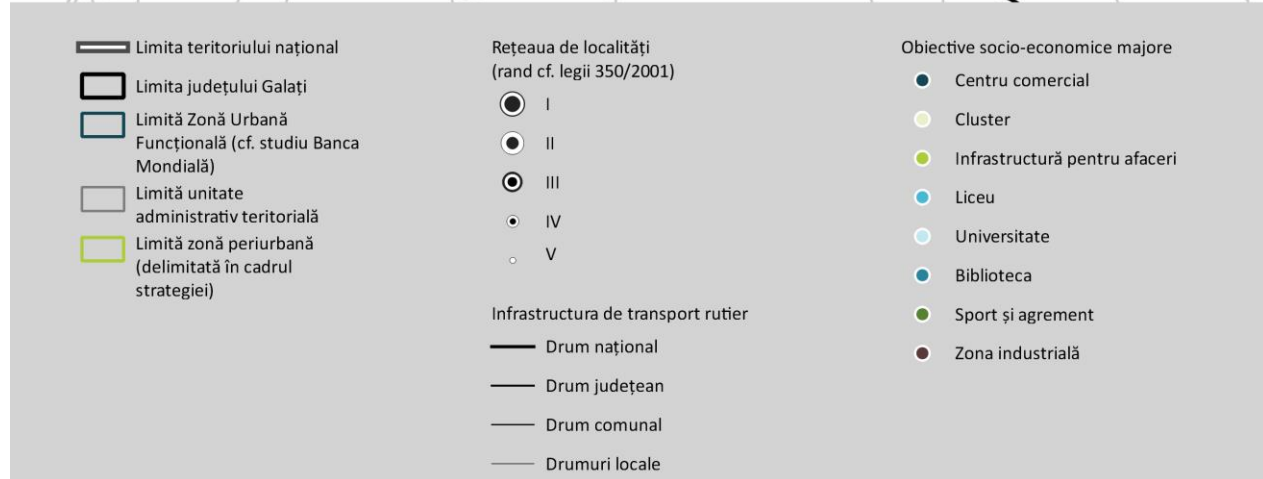 Limita teritoriului național
Limita județului Galați
Limită Zonă Urbană
Funcțională (cf. studiu Banca
Mondială)
Limită unitate
administrativ teritorială
Limită zonă periurbană
(delimitată în cadrul
strategiei)
Rețeaua de localități
(rand cf. legii 350/2001)
I
II
III
IV
V
Infrastructura de transport rutier
Drum național
Drum județean
Drum comunal
Drumuri locale
Obiective socio-economice majore
Centru comercial
Cluster
Infrastructură pentru afaceri
Liceu
Universitate
Biblioteca
Sport și agrement
Zona industrială